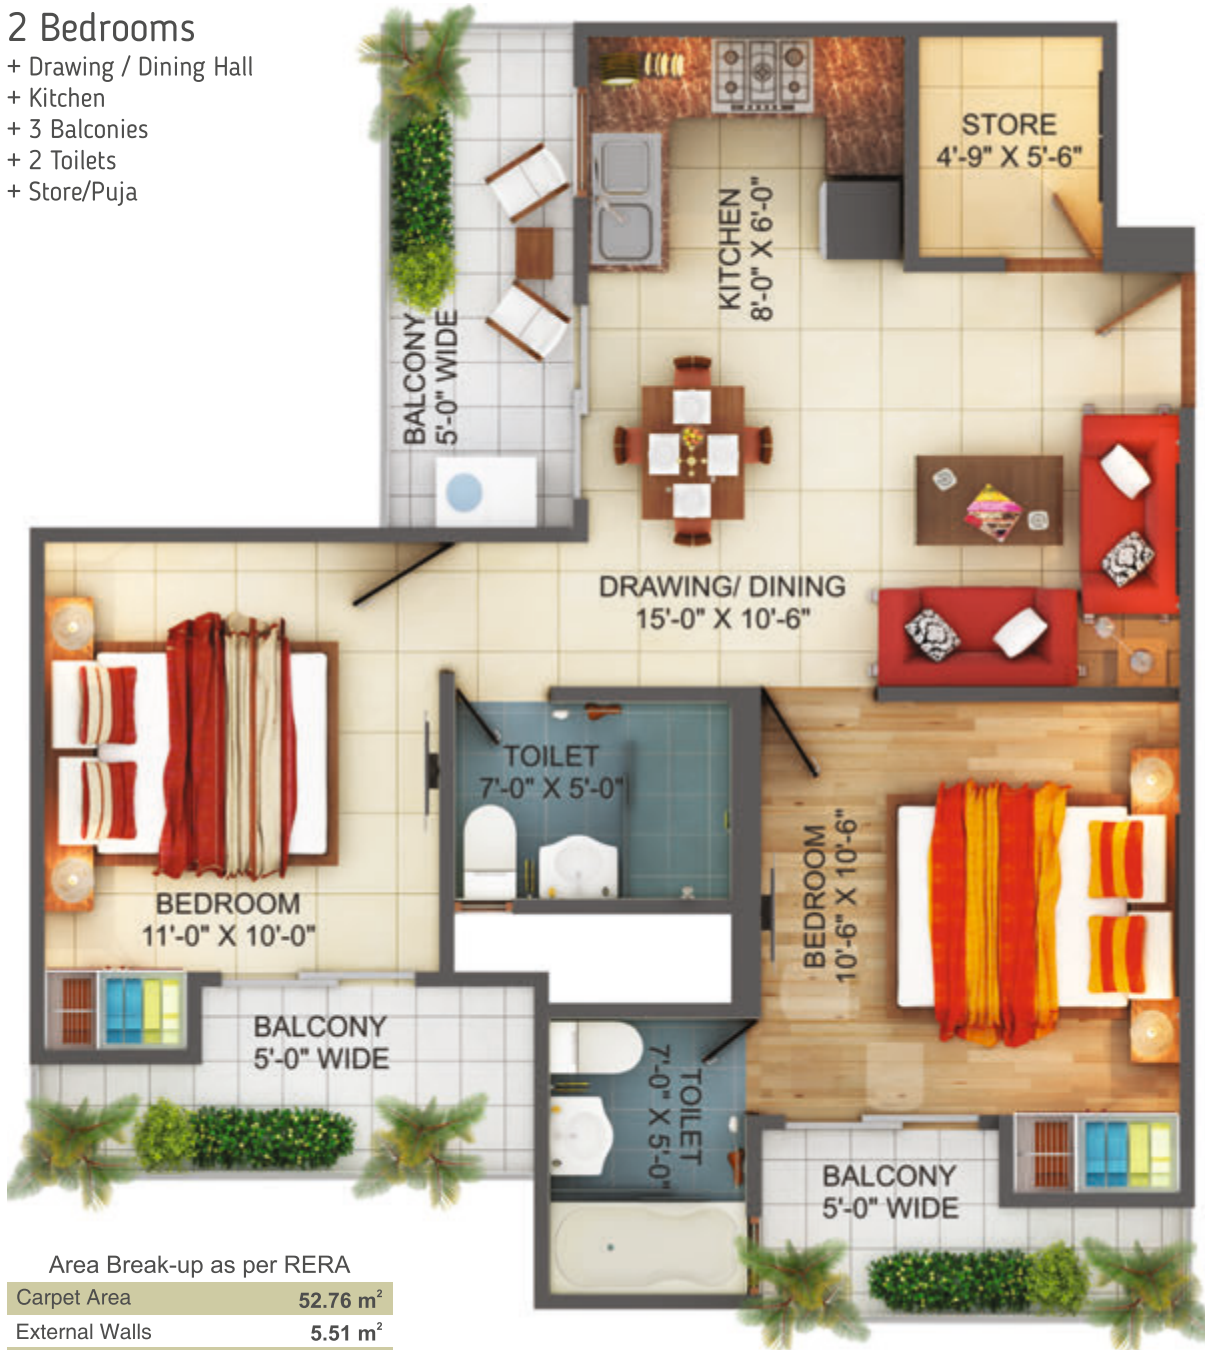 2 Bedrooms
+ Drawing / Dining Hall
+ Kitchen
+ 3 Balconies
+ 2 Toilets
+ Store/Puja
STORE
4'-9" X 5'-6"
KITCHEN
8'-0" X 6'-0"
BALCONY
5'-0" WIDE
DRAWING/ DINING
15'-0" X 10'-6"
TOILET
7'-0" X 5'-0"
BEDROOM
11'-0" X 10'-0"
BEDROOM
10'-6" X 10'-6"
BALCONY
5'-0" WIDE
TOILET
7'-0" X 5'-0"
BALCONY
5'-0" WIDE
Area Break-up as per RERA
Carpet Area 52.76 m²
External Walls 5.51 m²